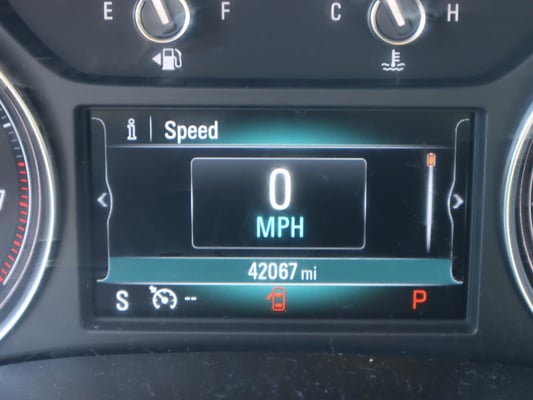 E F C H
i Speed
0
MPH
42067 mi
S -- P